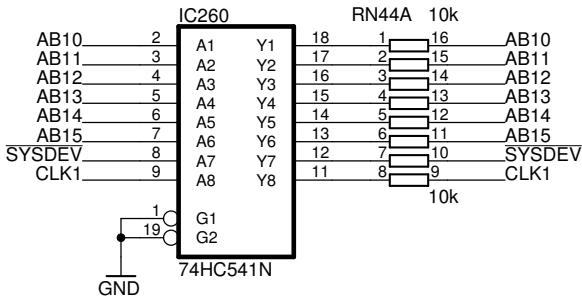 IC260 RN44A 10k
AB10 2 A1 Y1 18 1 16 AB10
AB11 3 A2 Y2 17 2 15 AB11
AB12 4 A3 Y3 16 3 14 AB12
AB13 5 A4 Y4 15 4 13 AB13
AB14 6 A5 Y5 14 5 12 AB14
AB15 7 A6 Y6 13 6 11 AB15
SYSDEV 8 A7 Y7 12 7 10 SYSDEV
CLK1 9 A8 Y8 11 8 9 CLK1
10k
1 G1
19 G2
74HC541N
GND